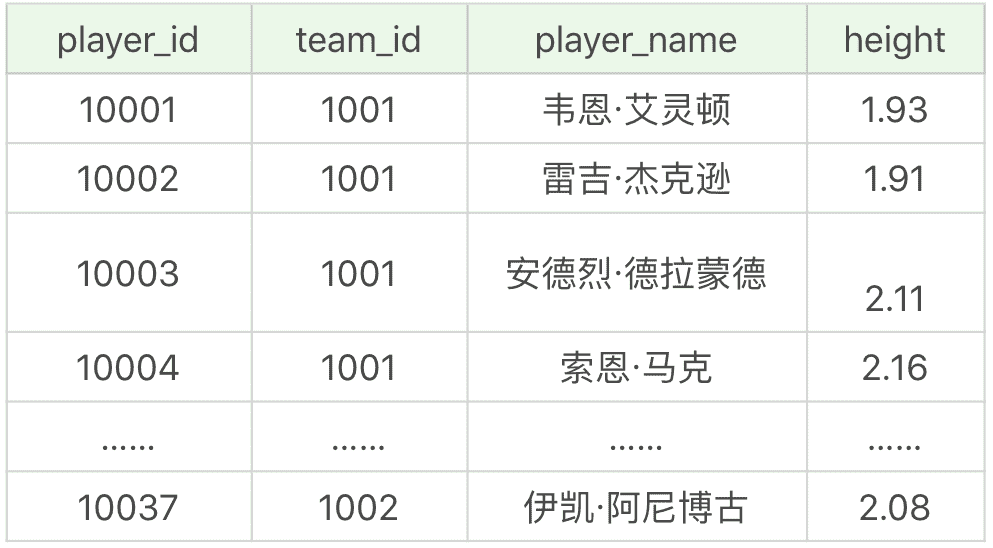 player_id team_id player_name height
10001 1001 韦恩·艾灵顿 1.93
10002 1001 雷吉·杰克逊 1.91
10003 1001 安德烈·德拉蒙德 2.11
10004 1001 索恩·马克 2.16
…… …… …… ……
10037 1002 伊凯·阿尼博古 2.08